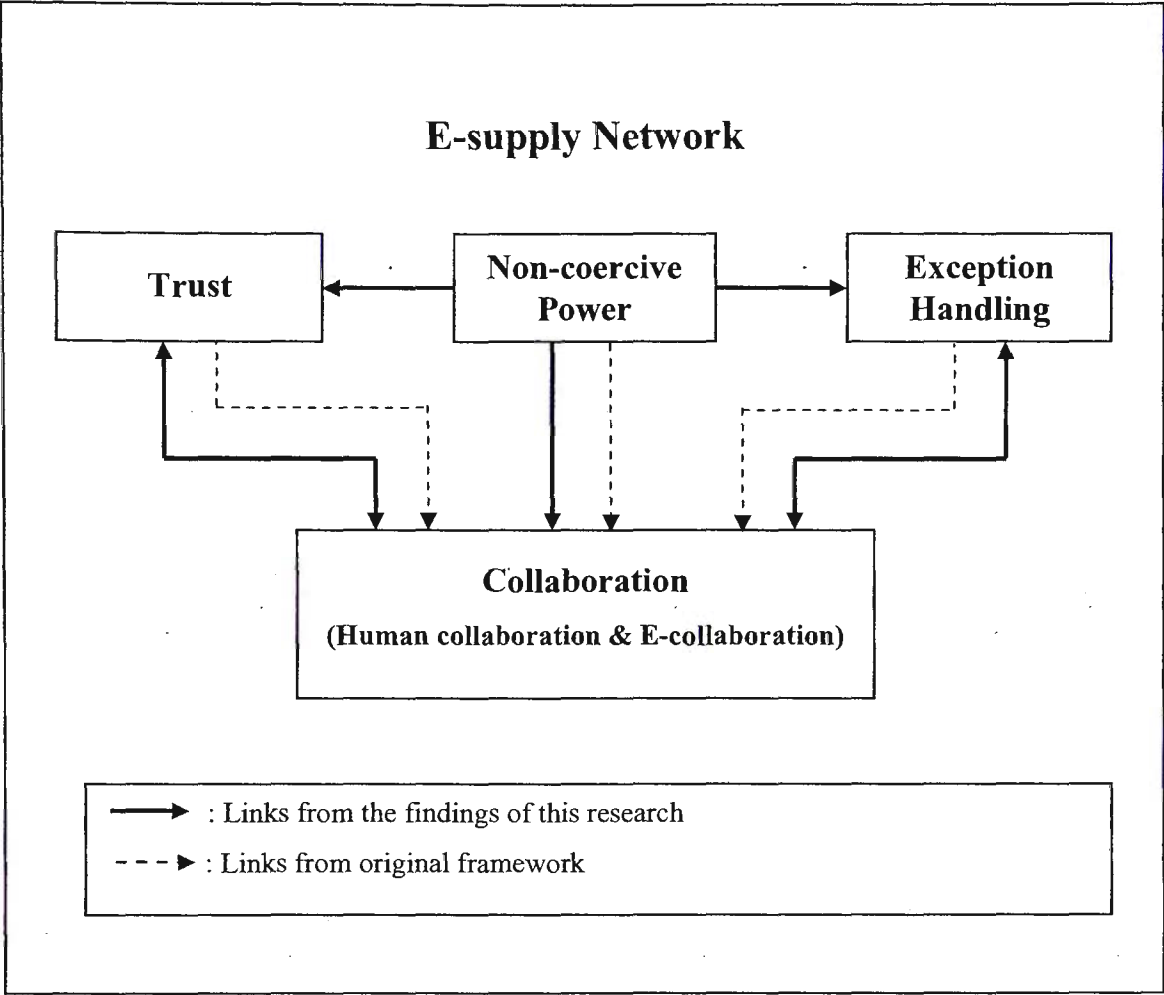 E-supply Network
Trust
Non-coercive
Power
Exception
Handling
Collaboration
(Human collaboration & E-collaboration)
: Links from the findings of this research
: Links from original framework